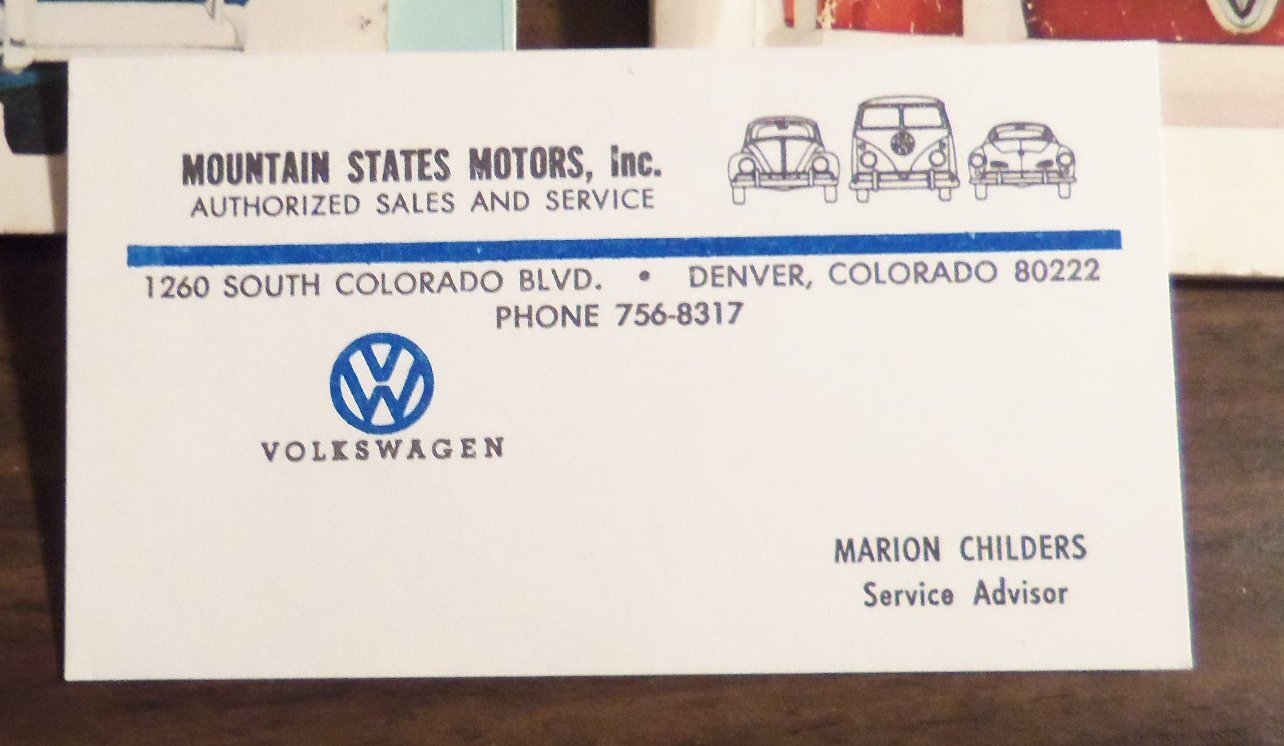 MOUNTAIN STATES MOTORS, inc.
AUTHORIZED SALES AND SERVICE
1260 SOUTH COLORADO BLVD. • DENVER, COLORADO 80222
PHONE 756-8317
VW
VOLKSWAGEN
MARION CHILDERS
Service Advisor